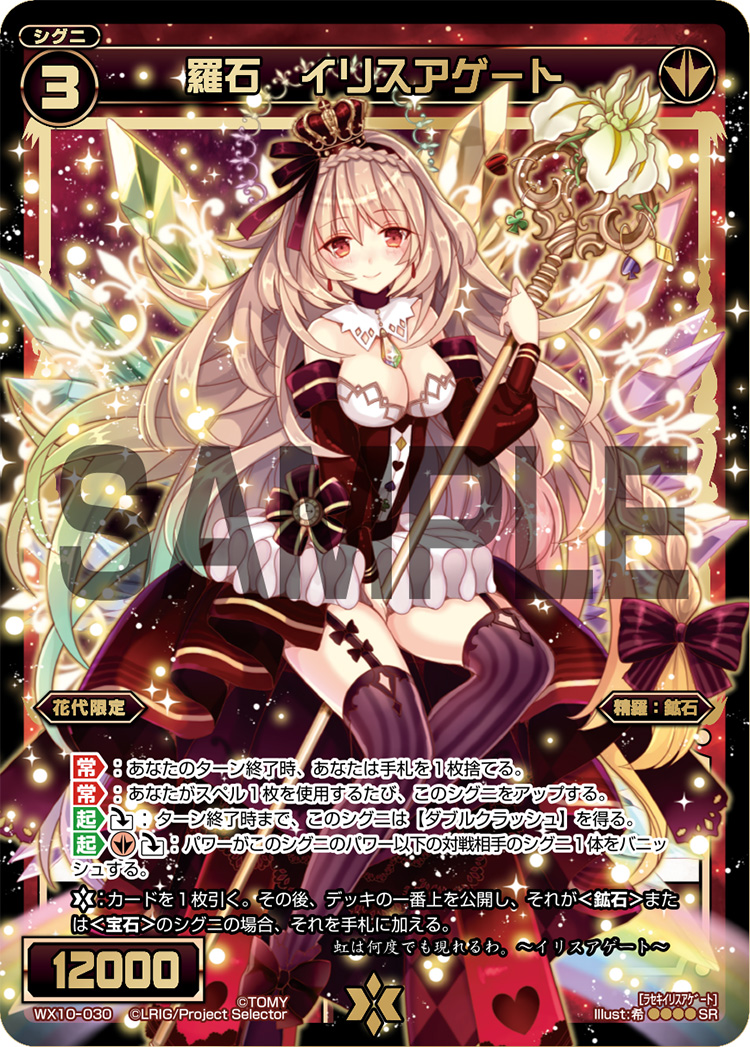 シグニ
3
羅石 イリスアゲート
SAMPLE
花代限定
精羅：鉱石
常：あなたのターン終了時、あなたは手札を１枚捨てる。
常：あなたがスペル１枚を使用するたび、このシグニをアップする。
起：ターン終了時まで、このシグニは【ダブルクラッシュ】を得る。
起：パワーがこのシグニのパワー以下の対戦相手のシグニ１体をバニッ
シュする。
：カードを１枚引く。その後、デッキの一番上を公開し、それが＜鉱石＞また
は＜宝石＞のシグニの場合、それを手札に加える。
虹は何度でも現れるわ。～イリスアゲート～
12000
©TOMY
[ﾗｾｷｲﾘｽｱｹﾞｰﾄ]
WX10-030 ©LRIG/Project Selector
Illust:希 SR